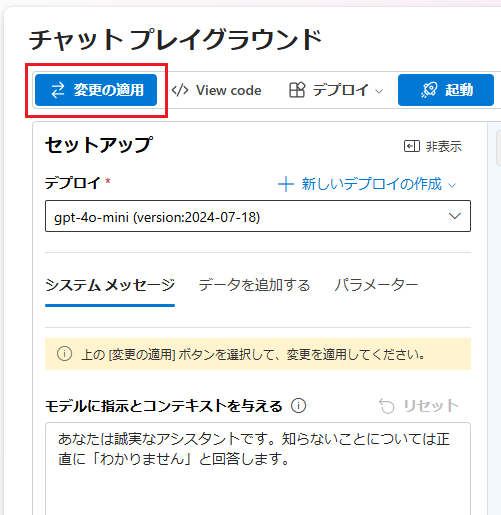 チャット プレイグラウンド
変更の適用 View code デプロイ 起動
セットアップ 非表示
デプロイ * 新しいデプロイの作成
gpt-4o-mini (version:2024-07-18)
システム メッセージ データを追加する パラメーター
上の [変更の適用] ボタンを選択して、変更を適用してください。
モデルに指示とコンテキストを与える リセット
あなたは誠実なアシスタントです。知らないことについては正
直に「わかりません」と回答します。